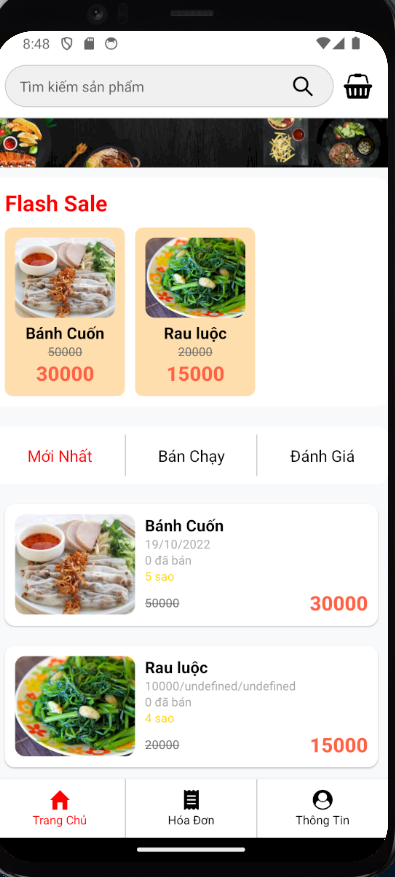 8:48
Tìm kiếm sản phẩm
Flash Sale
Bánh Cuốn
50000
30000
Rau luộc
20000
15000
Mới Nhất
Bán Chạy
Đánh Giá
Bánh Cuốn
19/10/2022
0 đã bán
5 sao
50000
30000
Rau luộc
10000/undefined/undefined
0 đã bán
4 sao
20000
15000
Trang Chủ
Hóa Đơn
Thông Tin